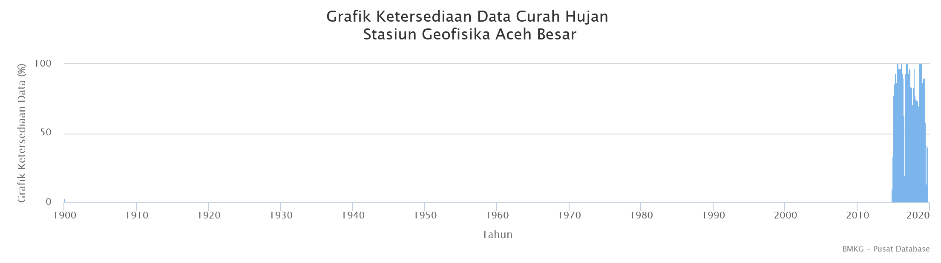 Grafik Ketersediaan Data Curah Hujan
Stasiun Geofisika Aceh Besar
Grafik Ketersediaan Data (%)
100
50
0
1900 1910 1920 1930 1940 1950 1960 1970 1980 1990 2000 2010 2020
Tahun
BMKG - Pusat Database